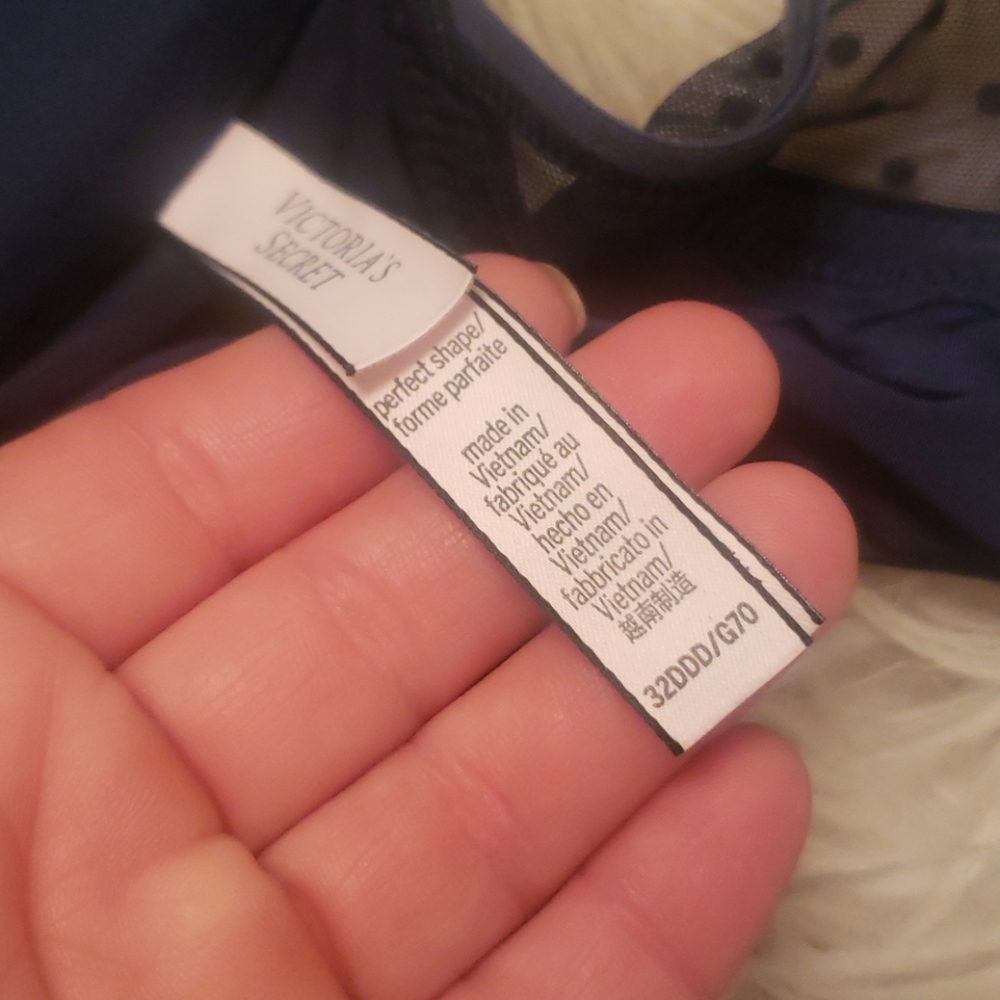 VICTORIA'S
SECRET
perfect shape/
forme parfaite
made in
Vietnam/
fabriqué au
Vietnam/
hecho en
Vietnam/
fabbricato in
Vietnam/
越南制造
32DDD/G70